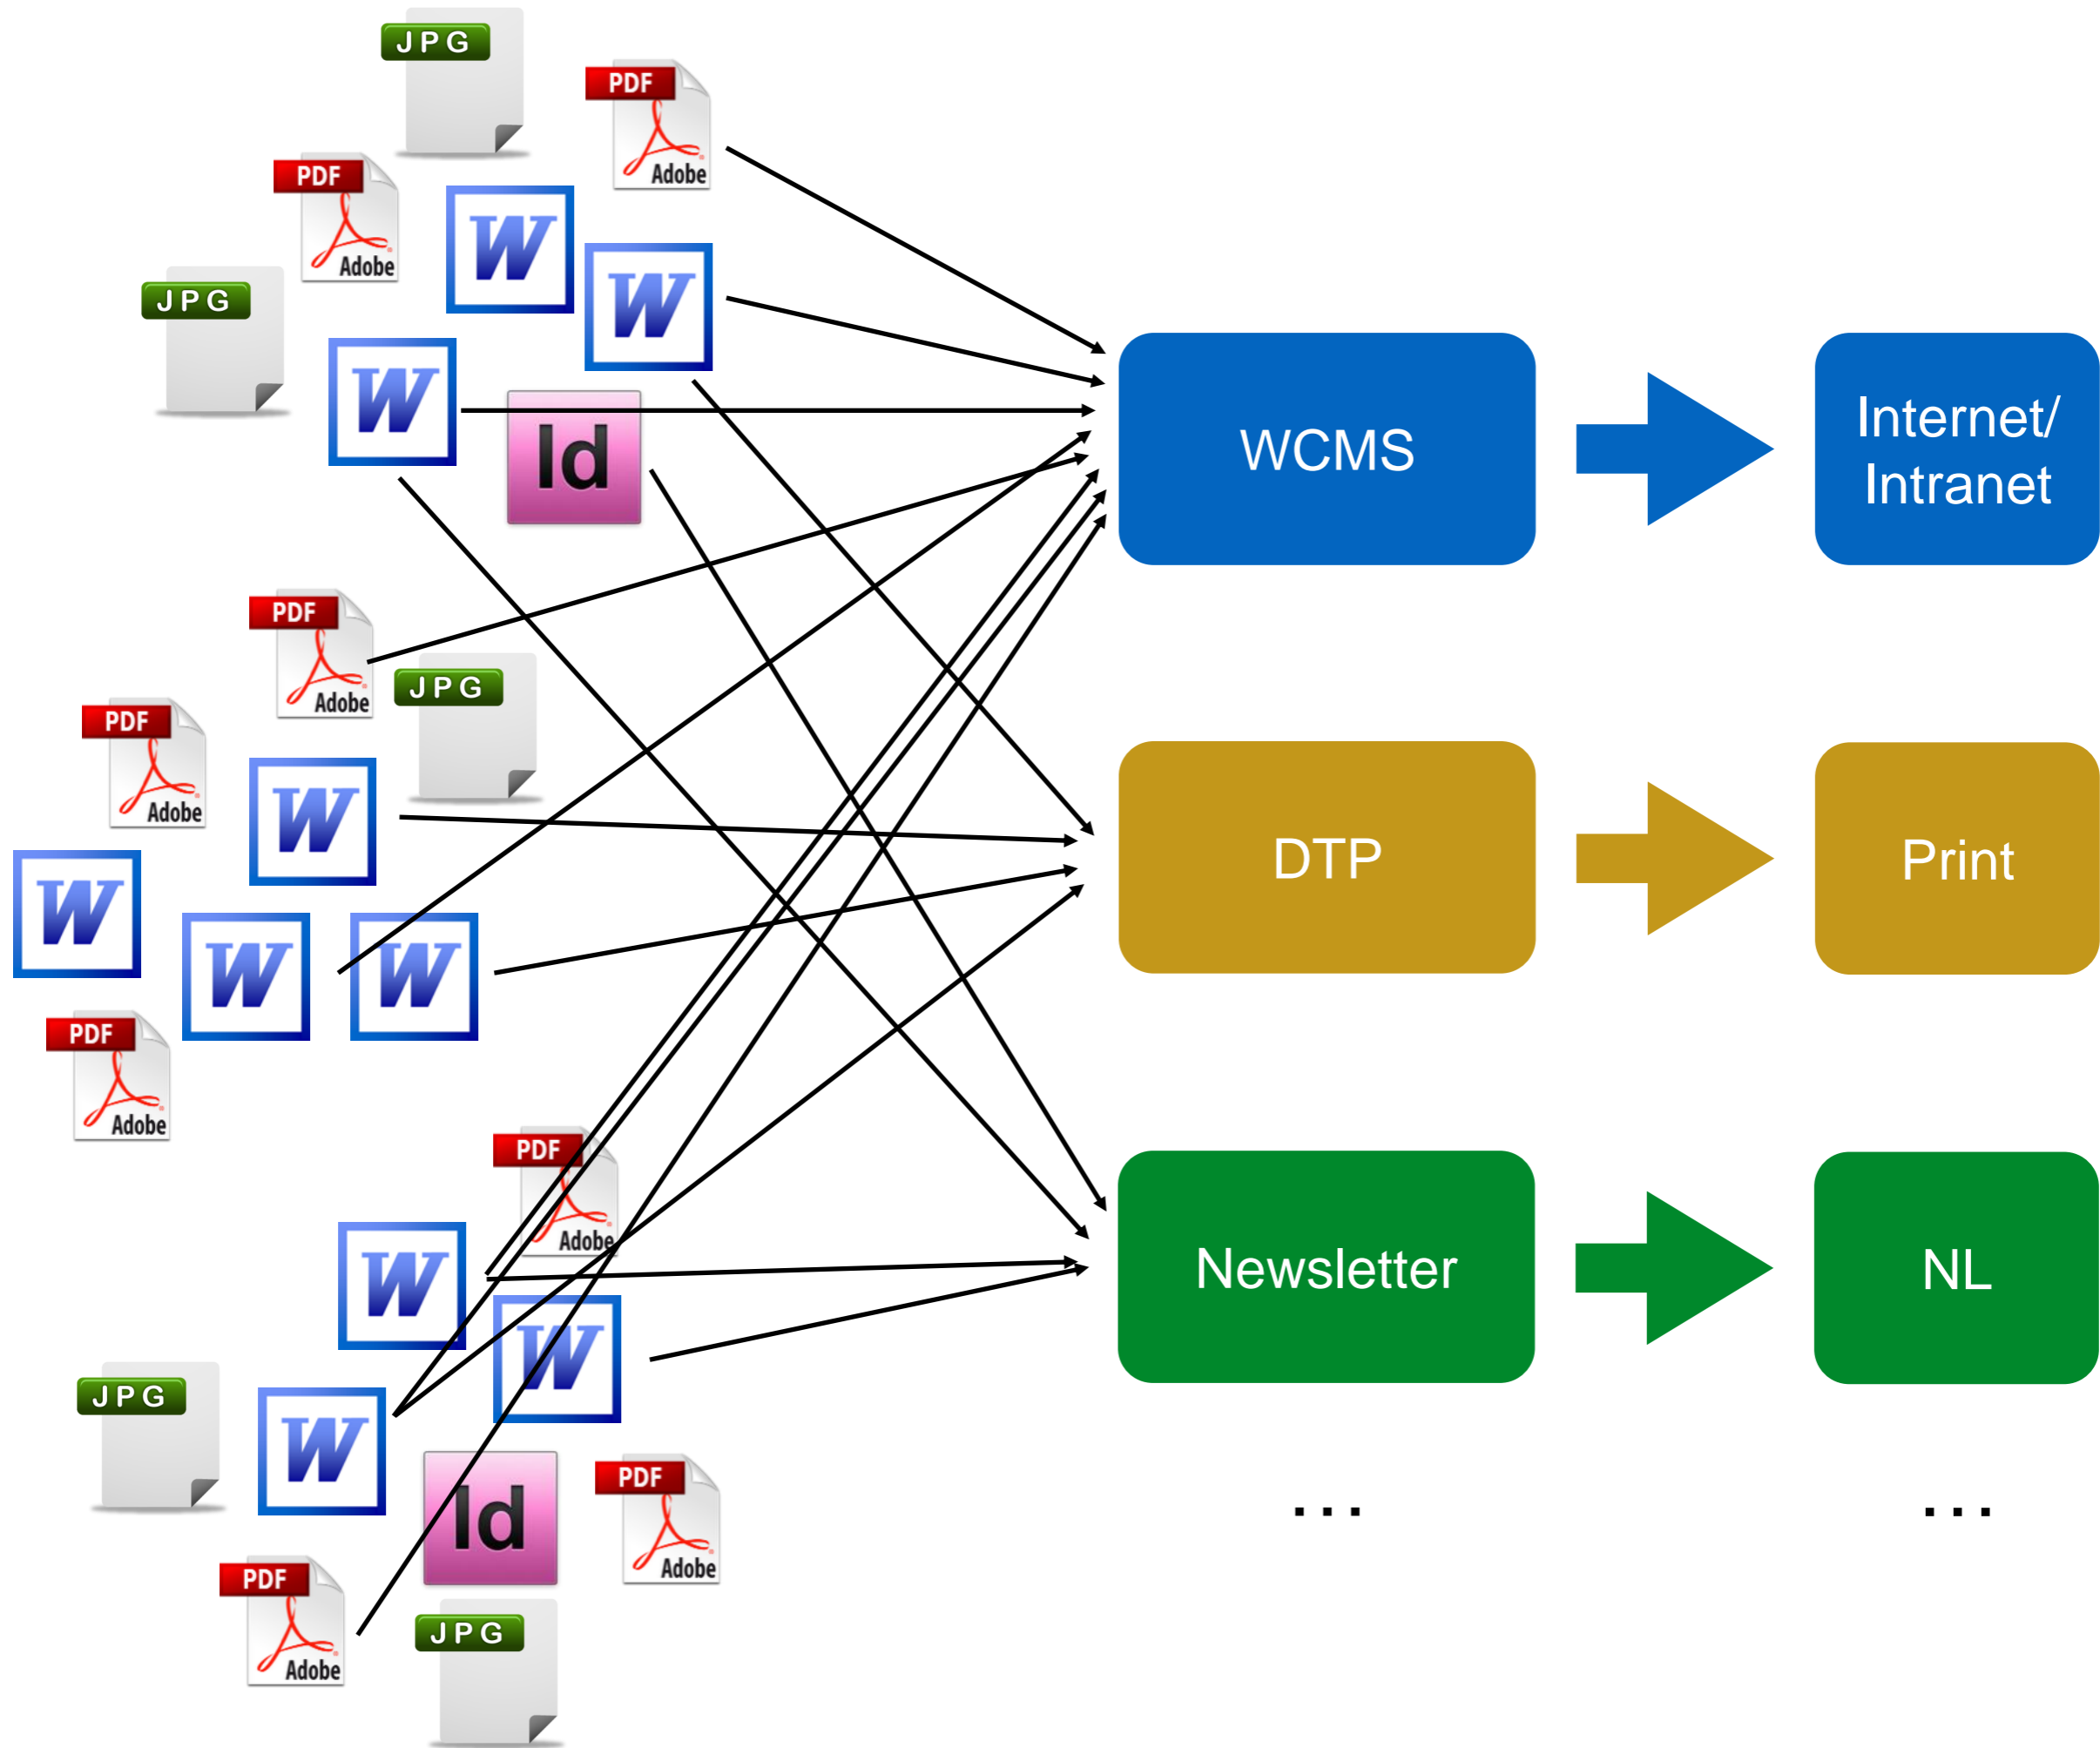 JPG
PDF
Adobe
PDF
Adobe
W
W
JPG
W
Id
WCMS
Internet/
Intranet
PDF
Adobe
JPG
PDF
Adobe
W
DTP
Print
W
W
W
PDF
Adobe
PDF
Adobe
W
Newsletter
NL
W
JPG
W
Id
PDF
Adobe
...
...
PDF
Adobe
JPG